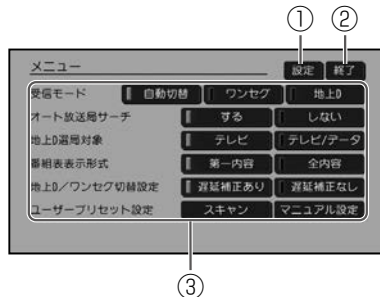 ① ②
メニュー 設定 終了
受信モード 自動切替 ワンセグ 地上D
オート放送局サーチ する しない
地上D選局対象 テレビ テレビ/データ
番組表表示形式 第一内容 全内容
地上D/ワンセグ切替設定 遅延補正あり 遅延補正なし
ユーザープリセット設定 スキャン マニュアル設定
③